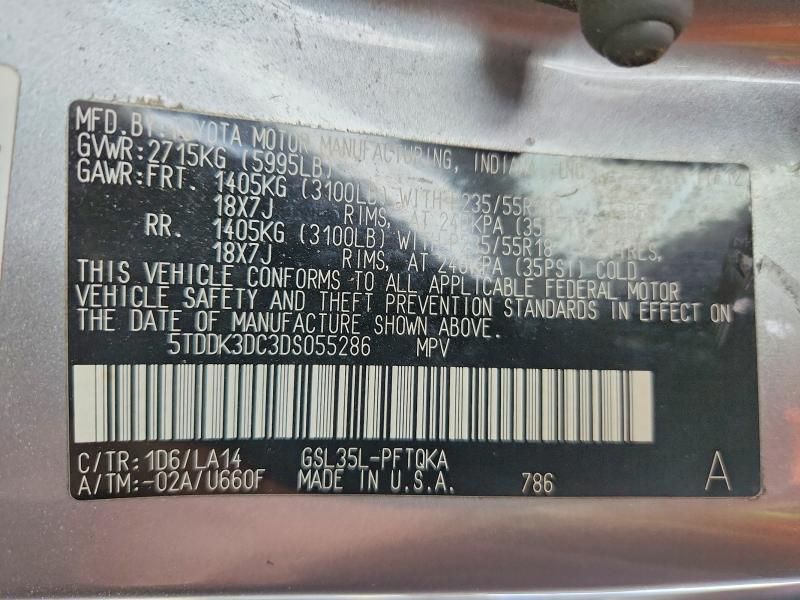 MFD.BY: TOYOTA MOTOR MANUFACTURING, INDIANA, INC.
GVWR: 2715KG (5995LB)
GAWR: FRT. 1405KG (3100LB) WITH P235/55R18
18X7J RIMS, AT 240KPA (35PSI)
RR. 1405KG (3100LB) WITH P235/55R18 TIRES,
18X7J RIMS, AT 240KPA (35PSI) COLD.
THIS VEHICLE CONFORMS TO ALL APPLICABLE FEDERAL MOTOR
VEHICLE SAFETY AND THEFT PREVENTION STANDARDS IN EFFECT ON
THE DATE OF MANUFACTURE SHOWN ABOVE.
5TDDK3DC3DS055286 MPV
C/TR: 1D6/LA14 GSL35L-PFTQKA
A/TM: -02A/U660F MADE IN U.S.A. 786 A